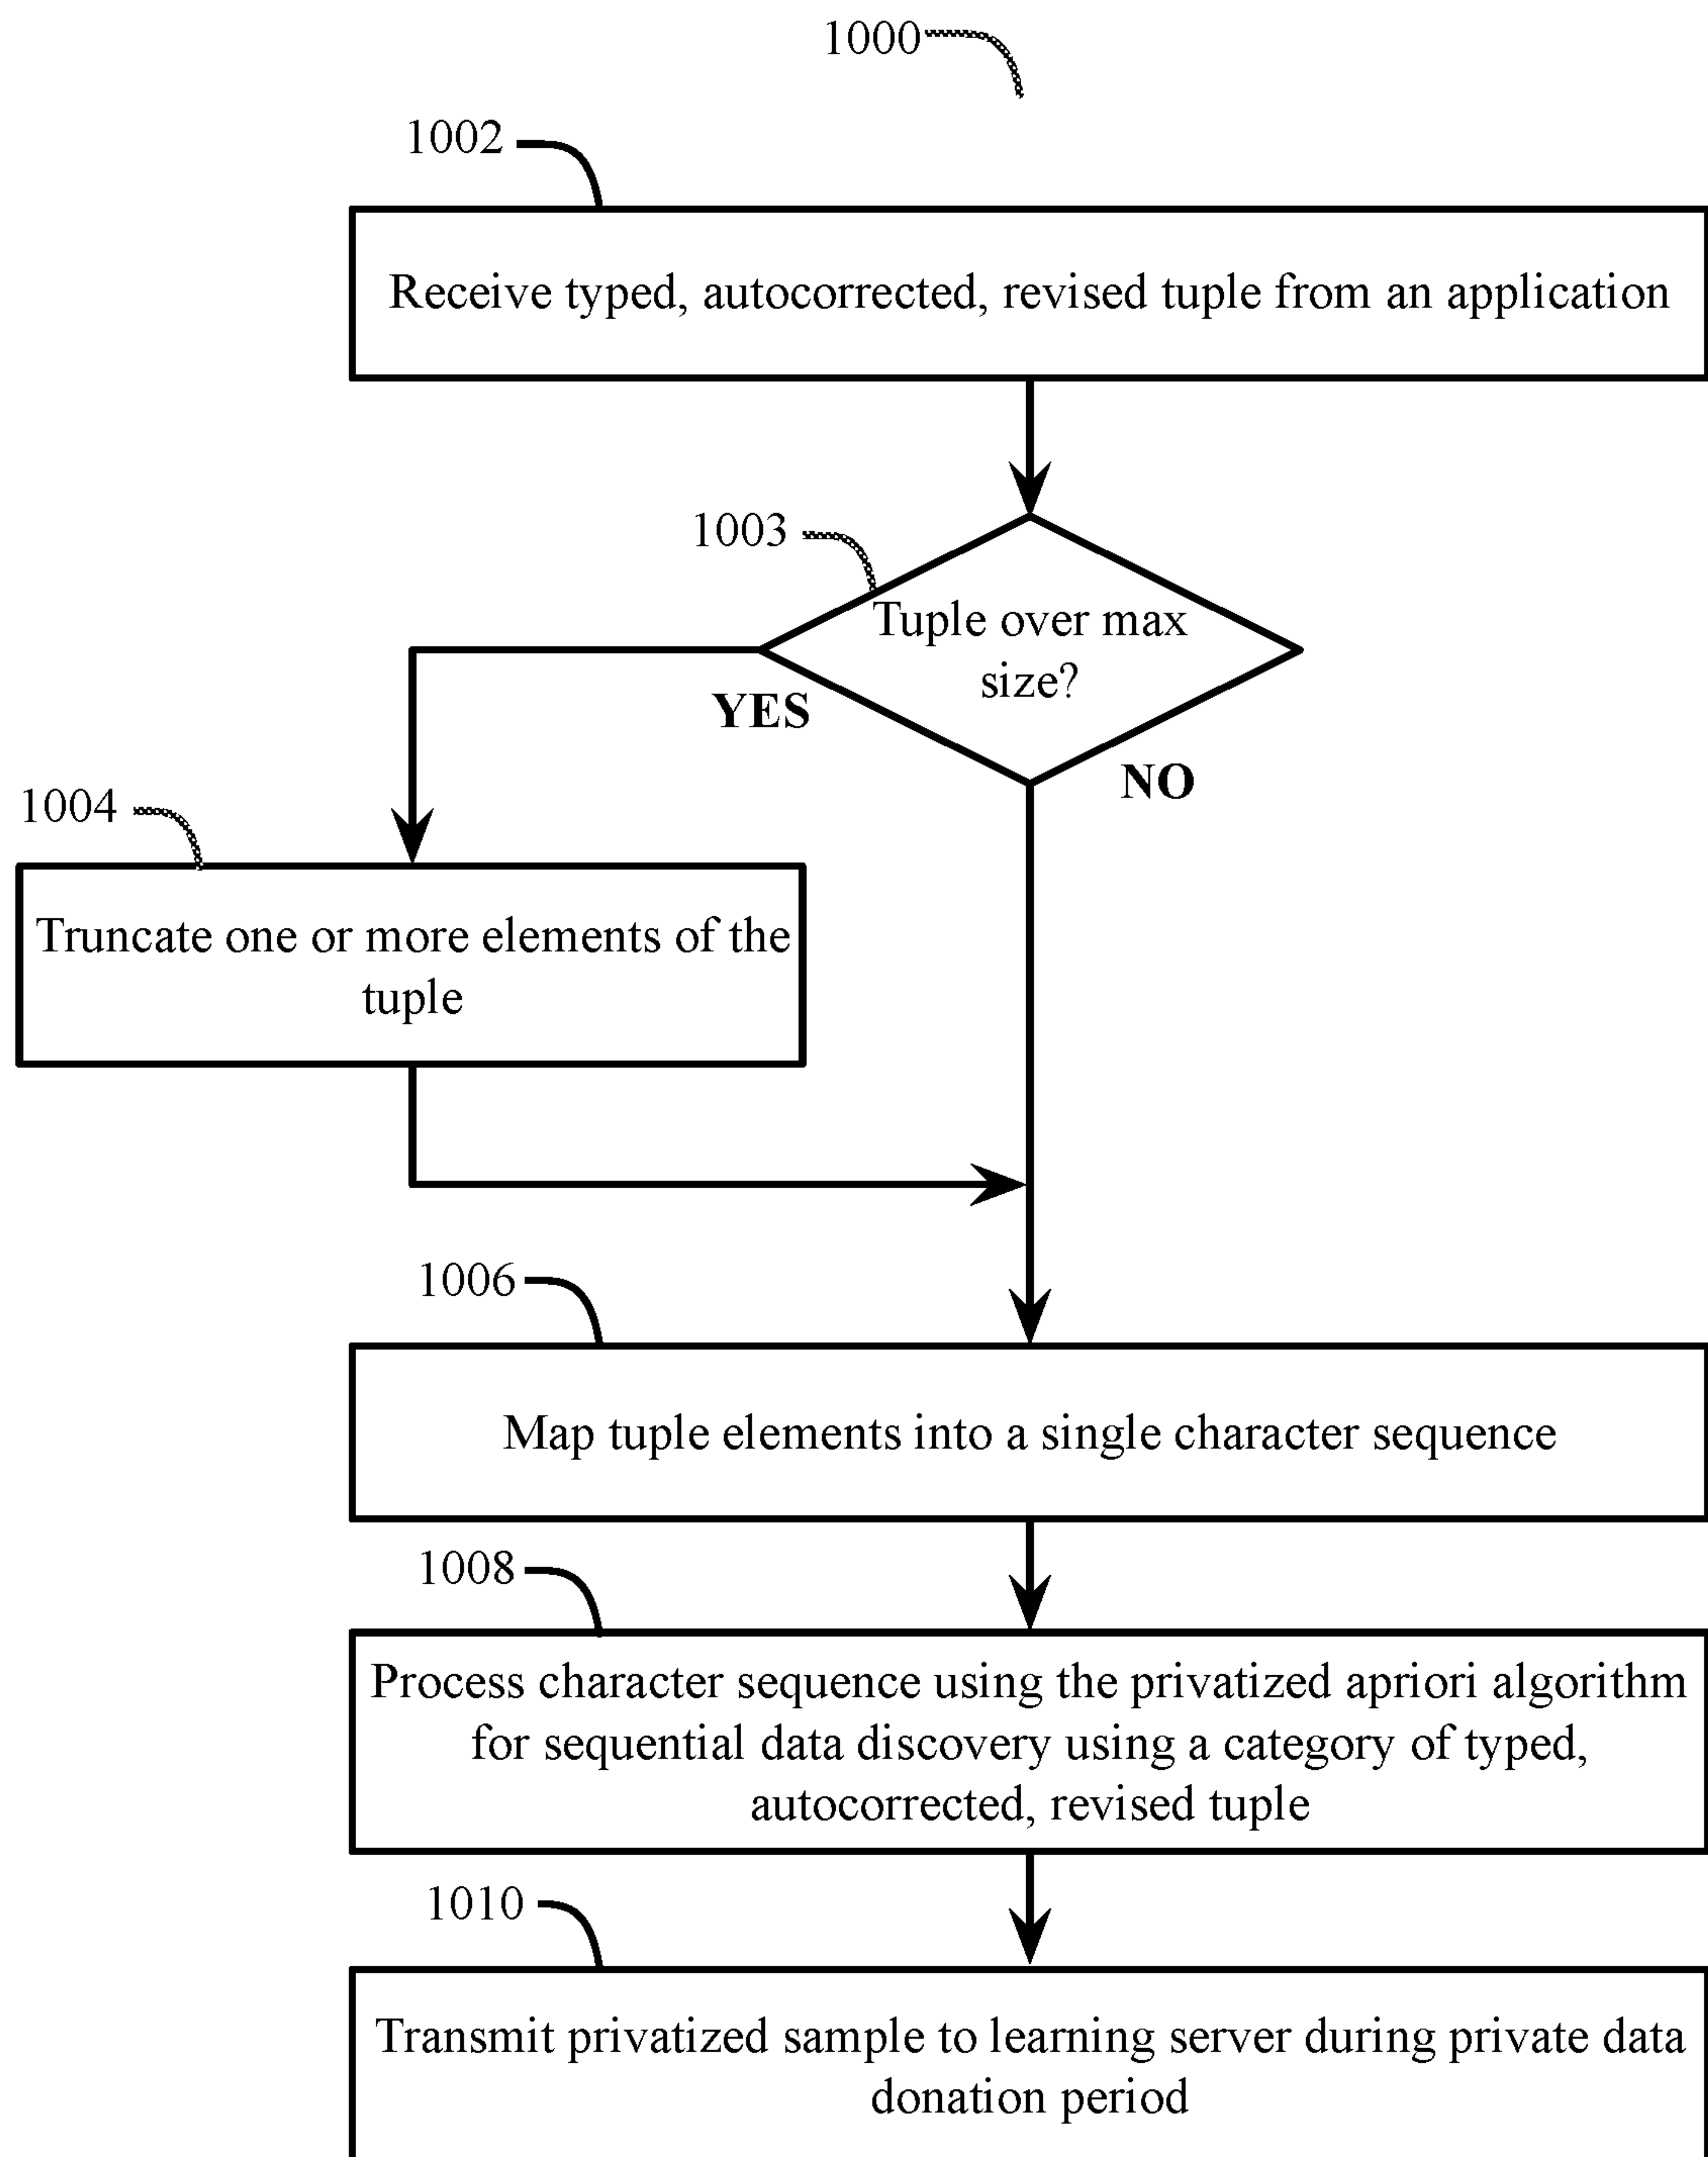 1000
1002
Receive typed, autocorrected, revised tuple from an application
1003
Tuple over max
size?
YES
NO
1004
Truncate one or more elements of the
tuple
1006
Map tuple elements into a single character sequence
1008
Process character sequence using the privatized apriori algorithm
for sequential data discovery using a category of typed,
autocorrected, revised tuple
1010
Transmit privatized sample to learning server during private data
donation period